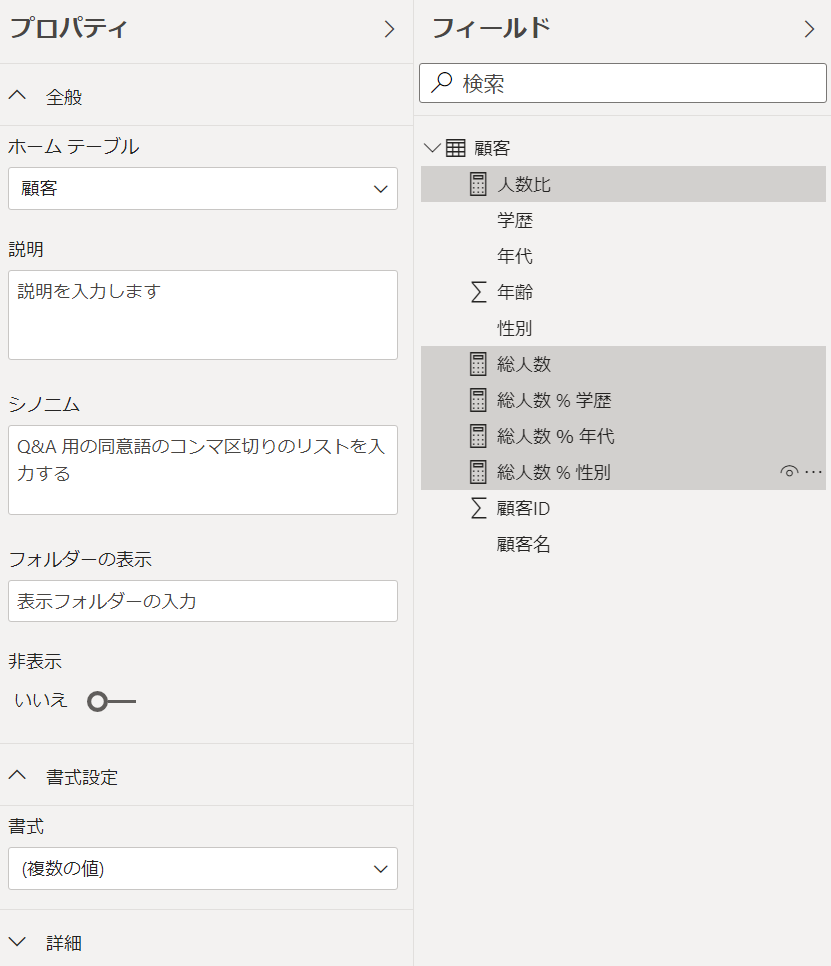 プロパティ
全般
ホーム テーブル
顧客
説明
説明を入力します
シノニム
Q&A 用の同意語のコンマ区切りのリストを入
力する
フォルダーの表示
表示フォルダーの入力
非表示
いいえ
書式設定
書式
(複数の値)
詳細
フィールド
検索
顧客
人数比
学歴
年代
年齢
性別
総人数
総人数 % 学歴
総人数 % 年代
総人数 % 性別
顧客ID
顧客名